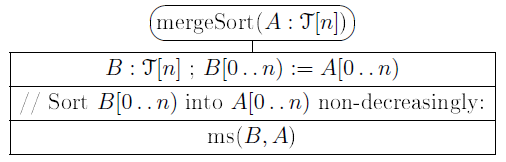 mergeSort(A : 𝒯[n])
B : 𝒯[n] ; B[0 . . n) := A[0 . . n)
// Sort B[0 . . n) into A[0 . . n) non-decreasingly:
ms(B, A)